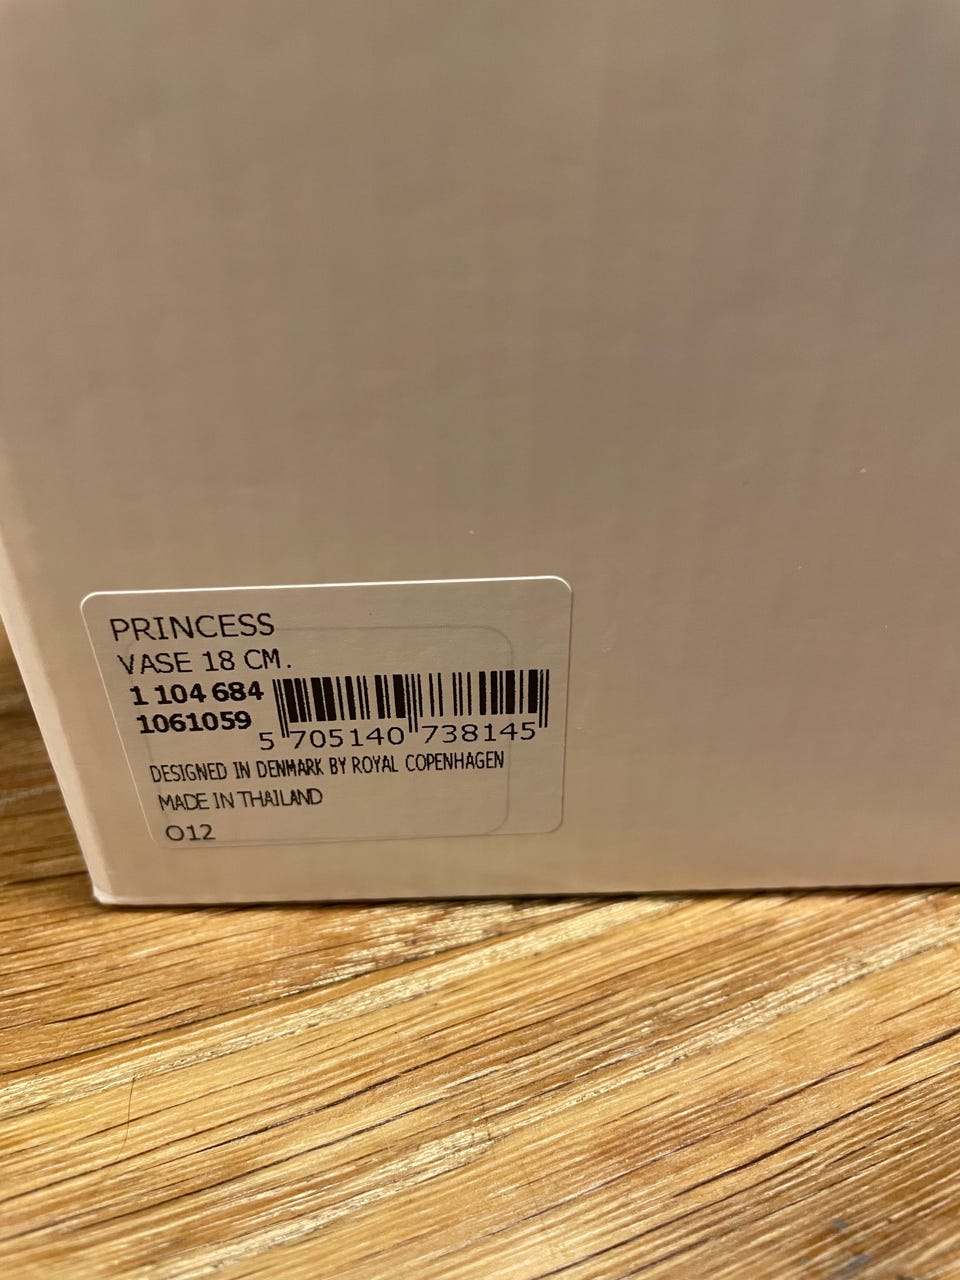 PRINCESS
VASE 18 CM.
1 104 684
1061059
5 705140 738145
DESIGNED IN DENMARK BY ROYAL COPENHAGEN
MADE IN THAILAND
O12